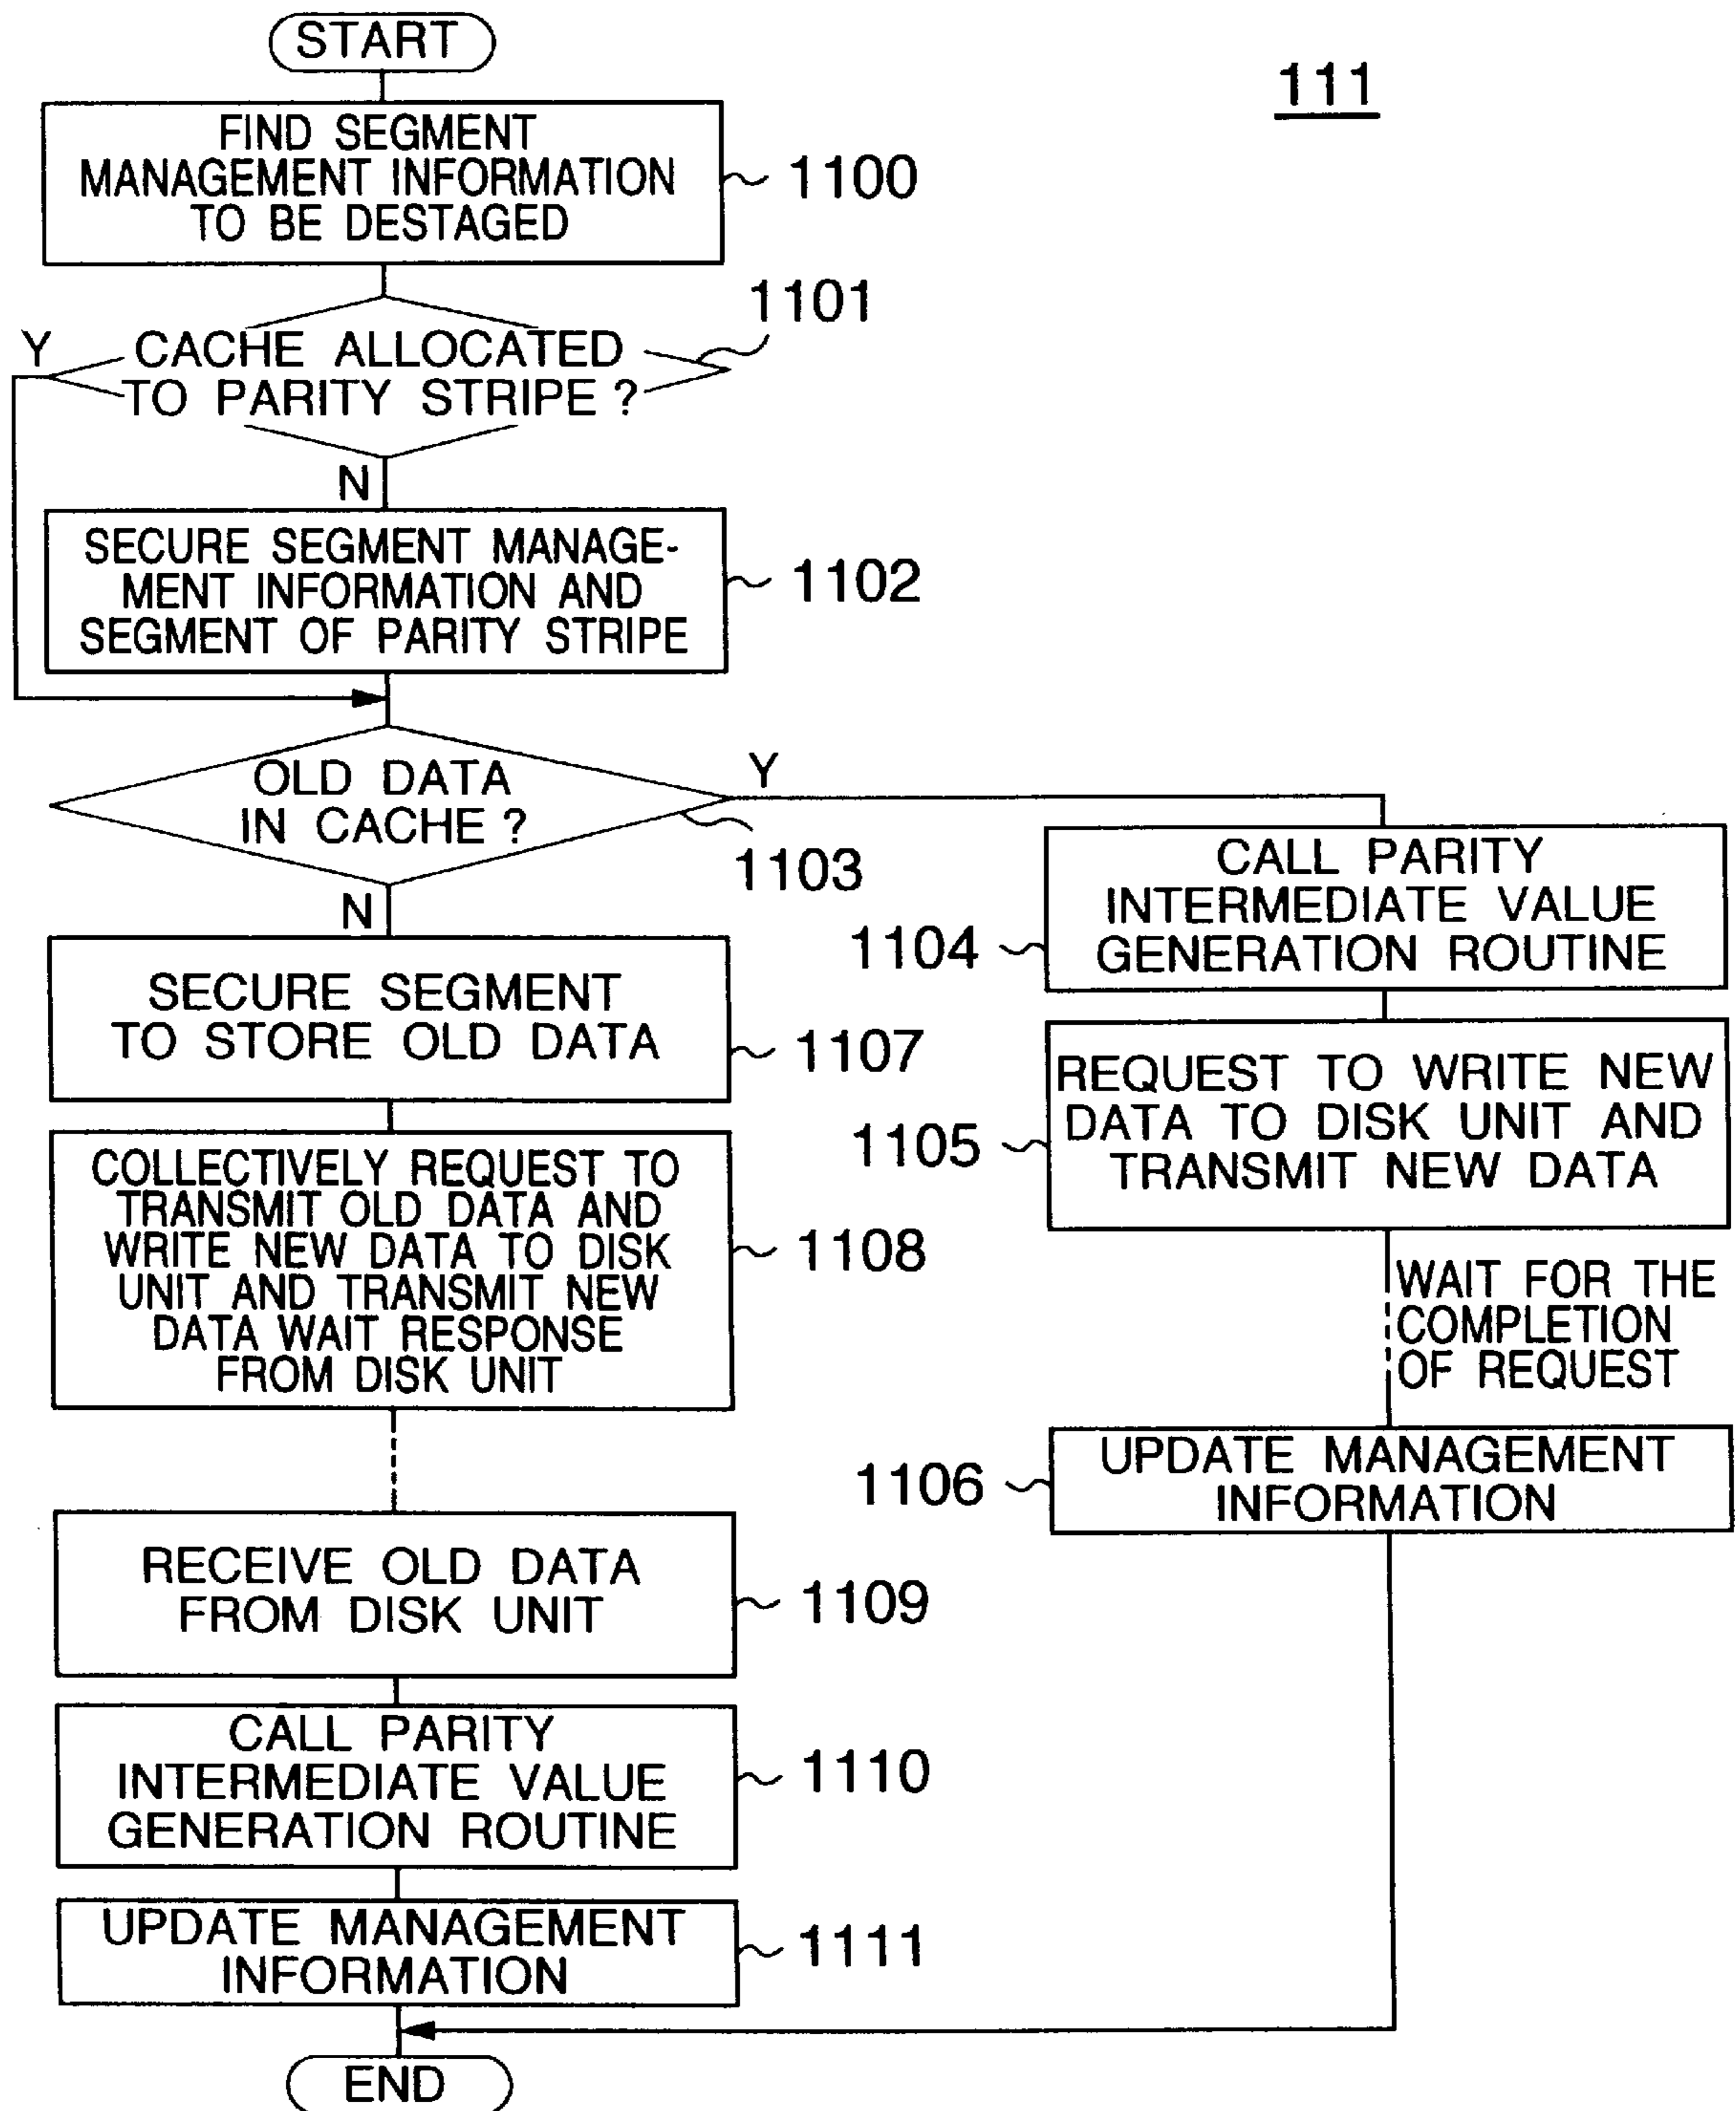 START
111
FIND SEGMENT
MANAGEMENT INFORMATION
TO BE DESTAGED
1100
1101
Y
CACHE ALLOCATED
TO PARITY STRIPE ?
N
SECURE SEGMENT MANAGE-
MENT INFORMATION AND
SEGMENT OF PARITY STRIPE
1102
OLD DATA
IN CACHE ?
Y
1103
N
CALL PARITY
INTERMEDIATE VALUE
GENERATION ROUTINE
1104
SECURE SEGMENT
TO STORE OLD DATA
1107
REQUEST TO WRITE NEW
DATA TO DISK UNIT AND
TRANSMIT NEW DATA
1105
COLLECTIVELY REQUEST TO
TRANSMIT OLD DATA AND
WRITE NEW DATA TO DISK
UNIT AND TRANSMIT NEW
DATA WAIT RESPONSE
FROM DISK UNIT
1108
WAIT FOR THE
COMPLETION
OF REQUEST
1106
UPDATE MANAGEMENT
INFORMATION
RECEIVE OLD DATA
FROM DISK UNIT
1109
CALL PARITY
INTERMEDIATE VALUE
GENERATION ROUTINE
1110
UPDATE MANAGEMENT
INFORMATION
1111
END